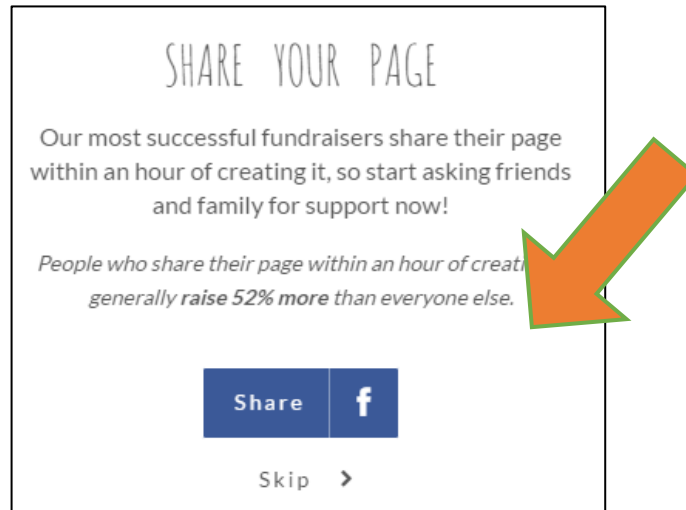 SHARE YOUR PAGE
Our most successful fundraisers share their page
within an hour of creating it, so start asking friends
and family for support now!
People who share their page within an hour of
generally raise 52% more than everyone else.
Share f
Skip